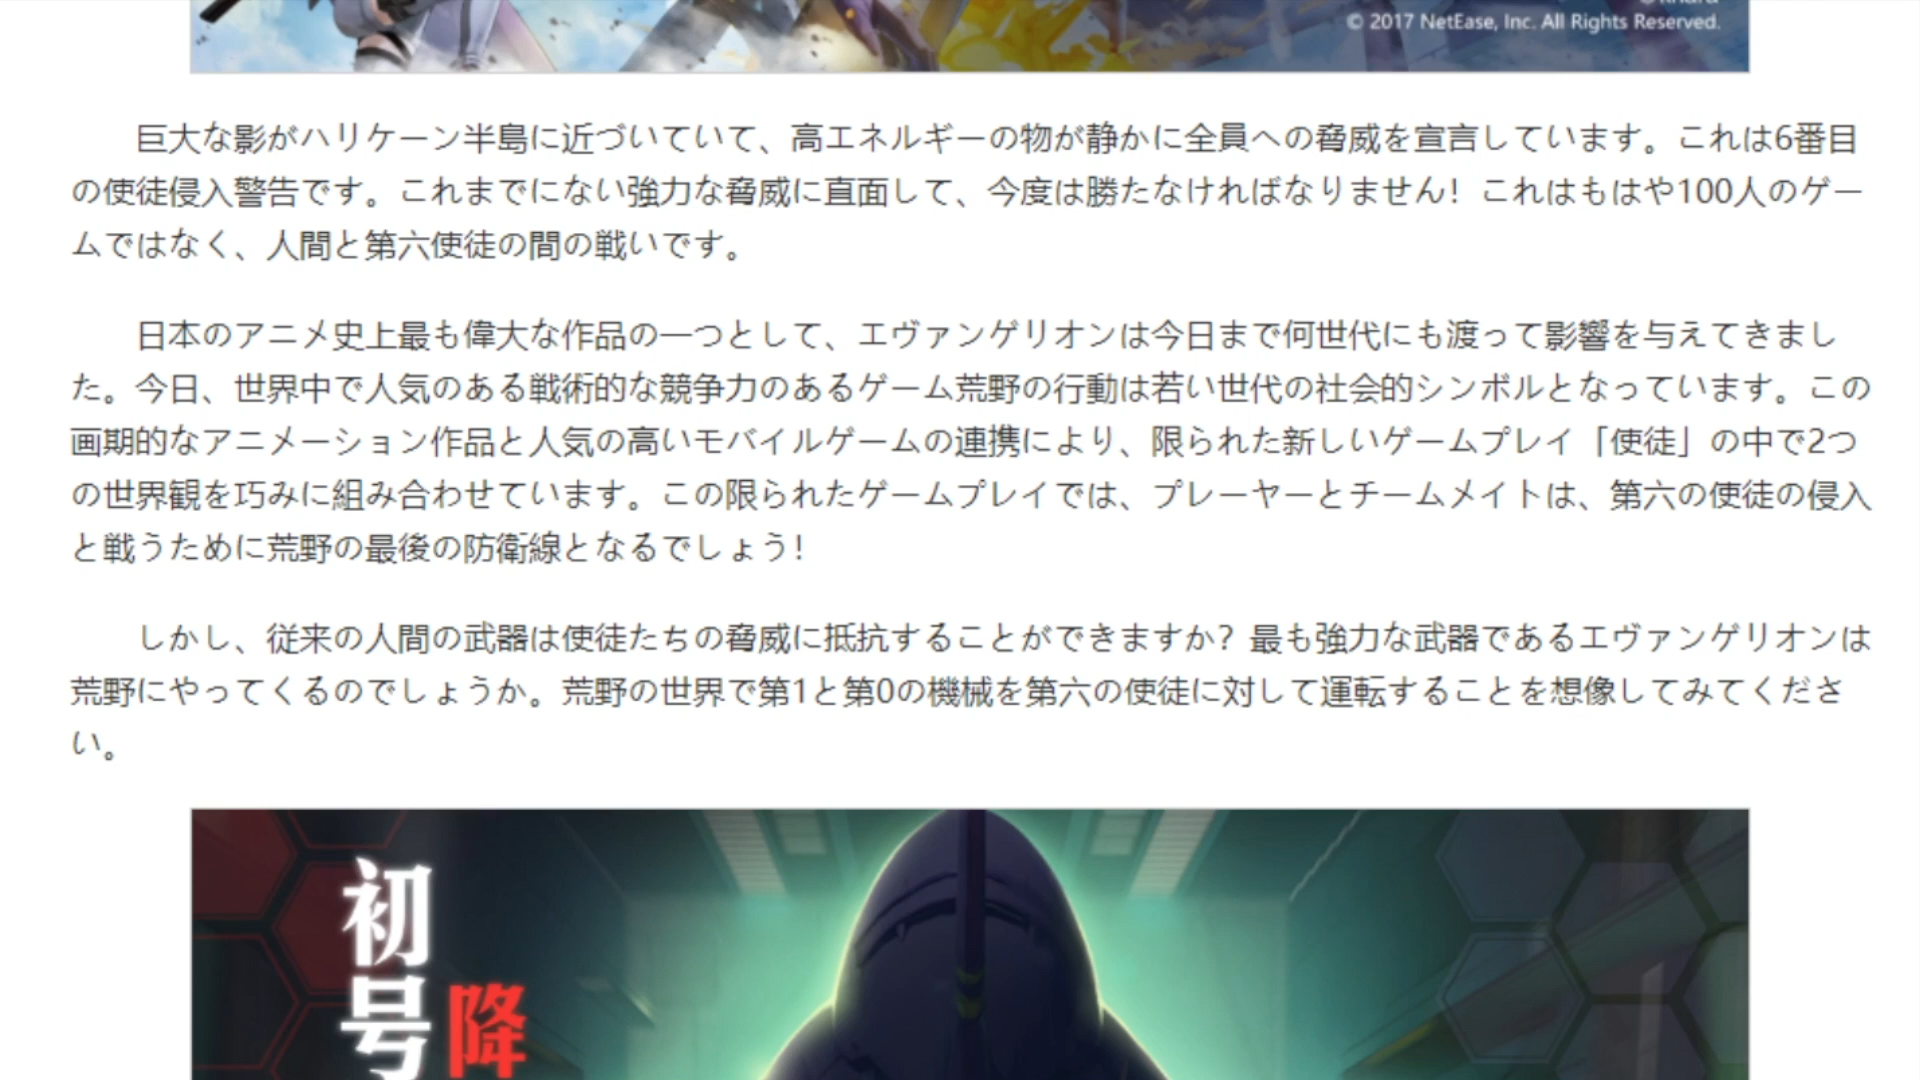 © 2017 NetEase, Inc. All Rights Reserved.
巨大な影がハリケーン半島に近づいていて、高エネルギーの物が静かに全員への脅威を宣言しています。これは6番目
の使徒侵入警告です。これまでにない強力な脅威に直面して、今度は勝たなければなりません！これはもはや100人のゲー
ムではなく、人間と第六使徒の間の戦いです。
日本のアニメ史上最も偉大な作品の一つとして、エヴァンゲリオンは今日まで何世代にも渡って影響を与えてきまし
た。今日、世界中で人気のある戦術的な競争力のあるゲーム荒野の行動は若い世代の社会的シンボルとなっています。この
画期的なアニメーション作品と人気の高いモバイルゲームの連携により、限られた新しいゲームプレイ「使徒」の中で2つ
の世界観を巧みに組み合わせています。この限られたゲームプレイでは、プレーヤーとチームメイトは、第六の使徒の侵入
と戦うために荒野の最後の防衛線となるでしょう！
しかし、従来の人間の武器は使徒たちの脅威に抵抗することができますか？最も強力な武器であるエヴァンゲリオンは
荒野にやってくるのでしょうか。荒野の世界で第1と第0の機械を第六の使徒に対して運転することを想像してみてくださ
い。
初号
降